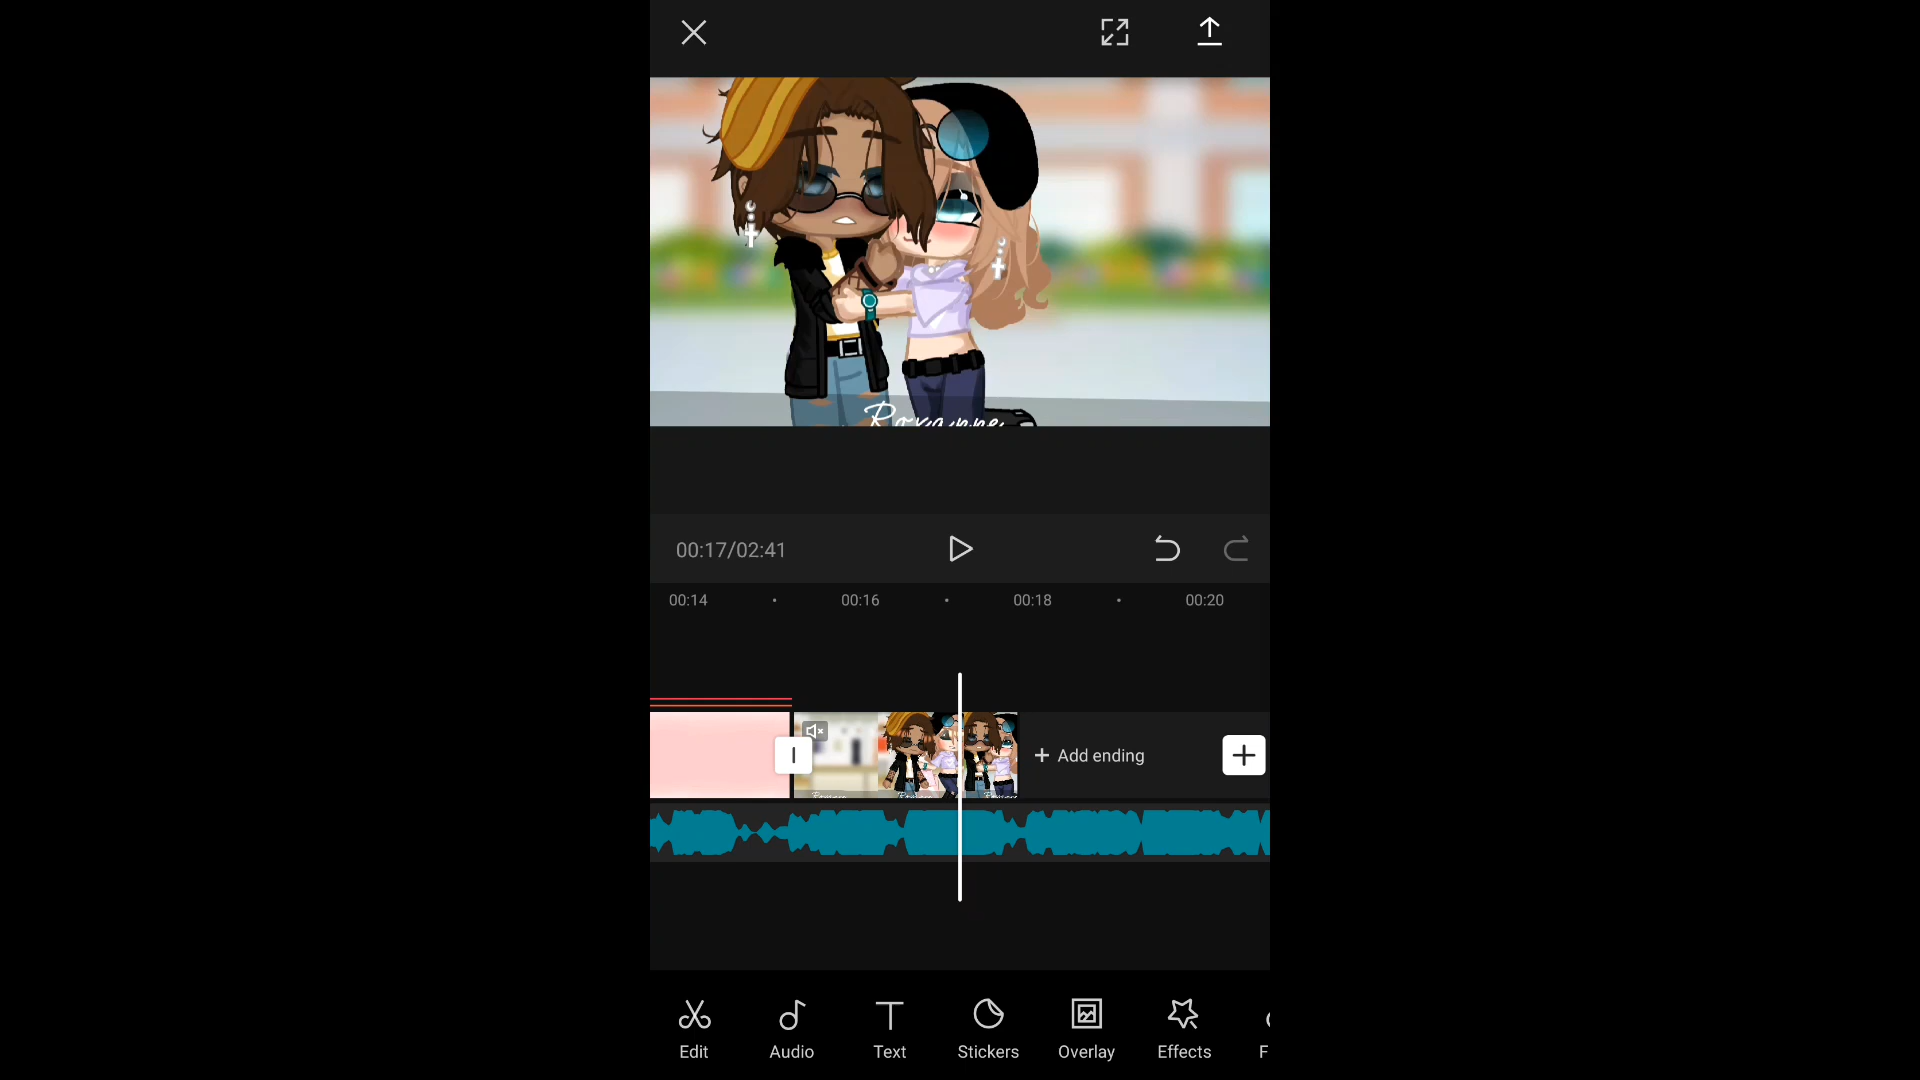 Roxanne
00:17/02:41
00:14 00:16 00:18 00:20
+ Add ending
Edit Audio Text Stickers Overlay Effects F